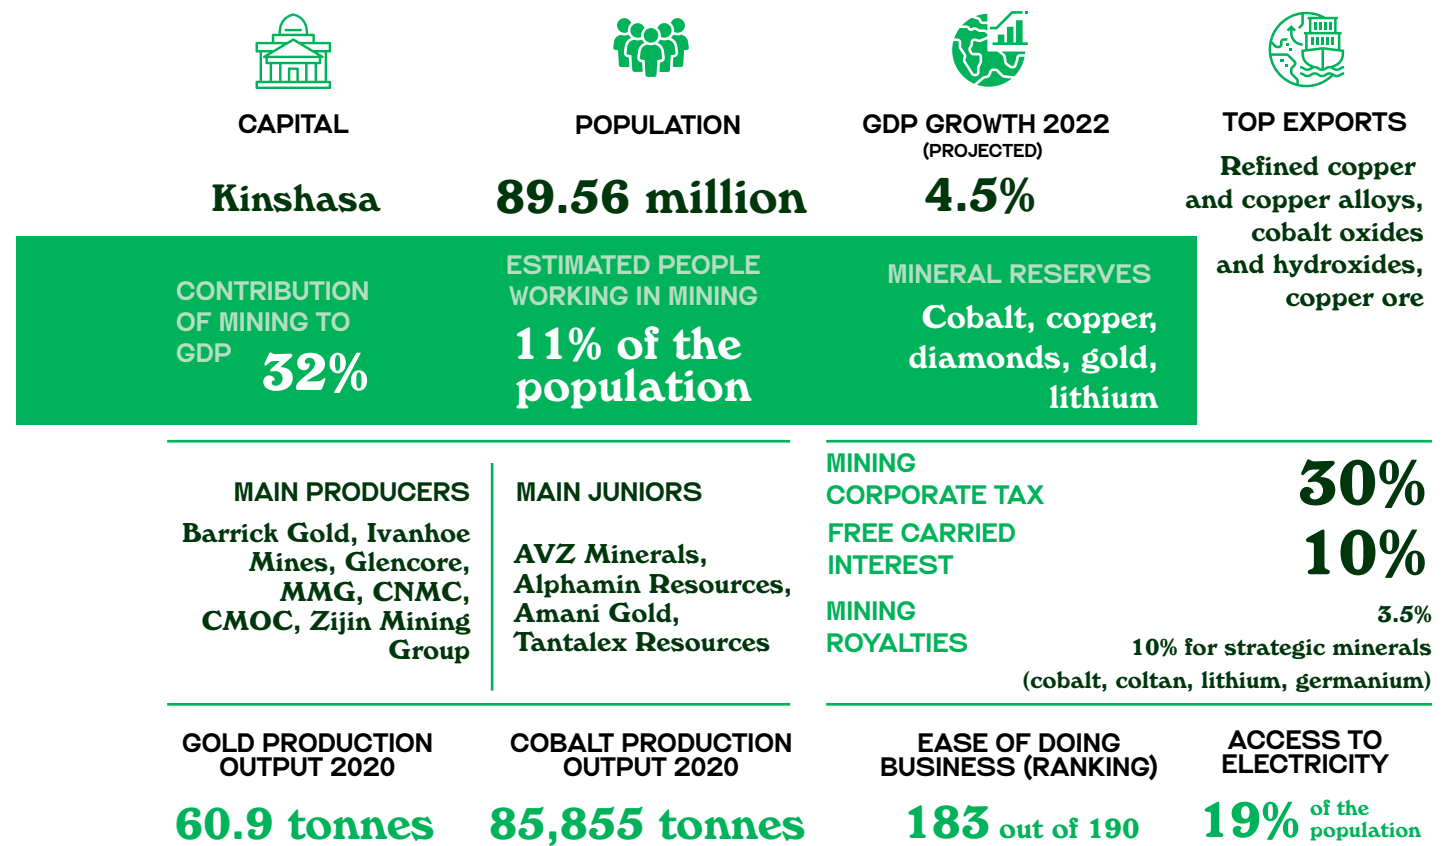 CAPITAL
Kinshasa
POPULATION
89.56 million
GDP GROWTH 2022
(PROJECTED)
4.5%
TOP EXPORTS
Refined copper
and copper alloys,
cobalt oxides
and hydroxides,
copper ore
CONTRIBUTION
OF MINING TO
GDP
32%
ESTIMATED PEOPLE
WORKING IN MINING
11% of the
population
MINERAL RESERVES
Cobalt, copper,
diamonds, gold,
lithium
MAIN PRODUCERS
Barrick Gold, Ivanhoe
Mines, Glencore,
MMG, CNMC,
CMOC, Zijin Mining
Group
MAIN JUNIORS
AVZ Minerals,
Alphamin Resources,
Amani Gold,
Tantalex Resources
MINING
CORPORATE TAX
30%
FREE CARRIED
INTEREST
10%
MINING
ROYALTIES
3.5%
10% for strategic minerals
(cobalt, coltan, lithium, germanium)
GOLD PRODUCTION
OUTPUT 2020
60.9 tonnes
COBALT PRODUCTION
OUTPUT 2020
85,855 tonnes
EASE OF DOING
BUSINESS (RANKING)
183 out of 190
ACCESS TO
ELECTRICITY
19% of the
population